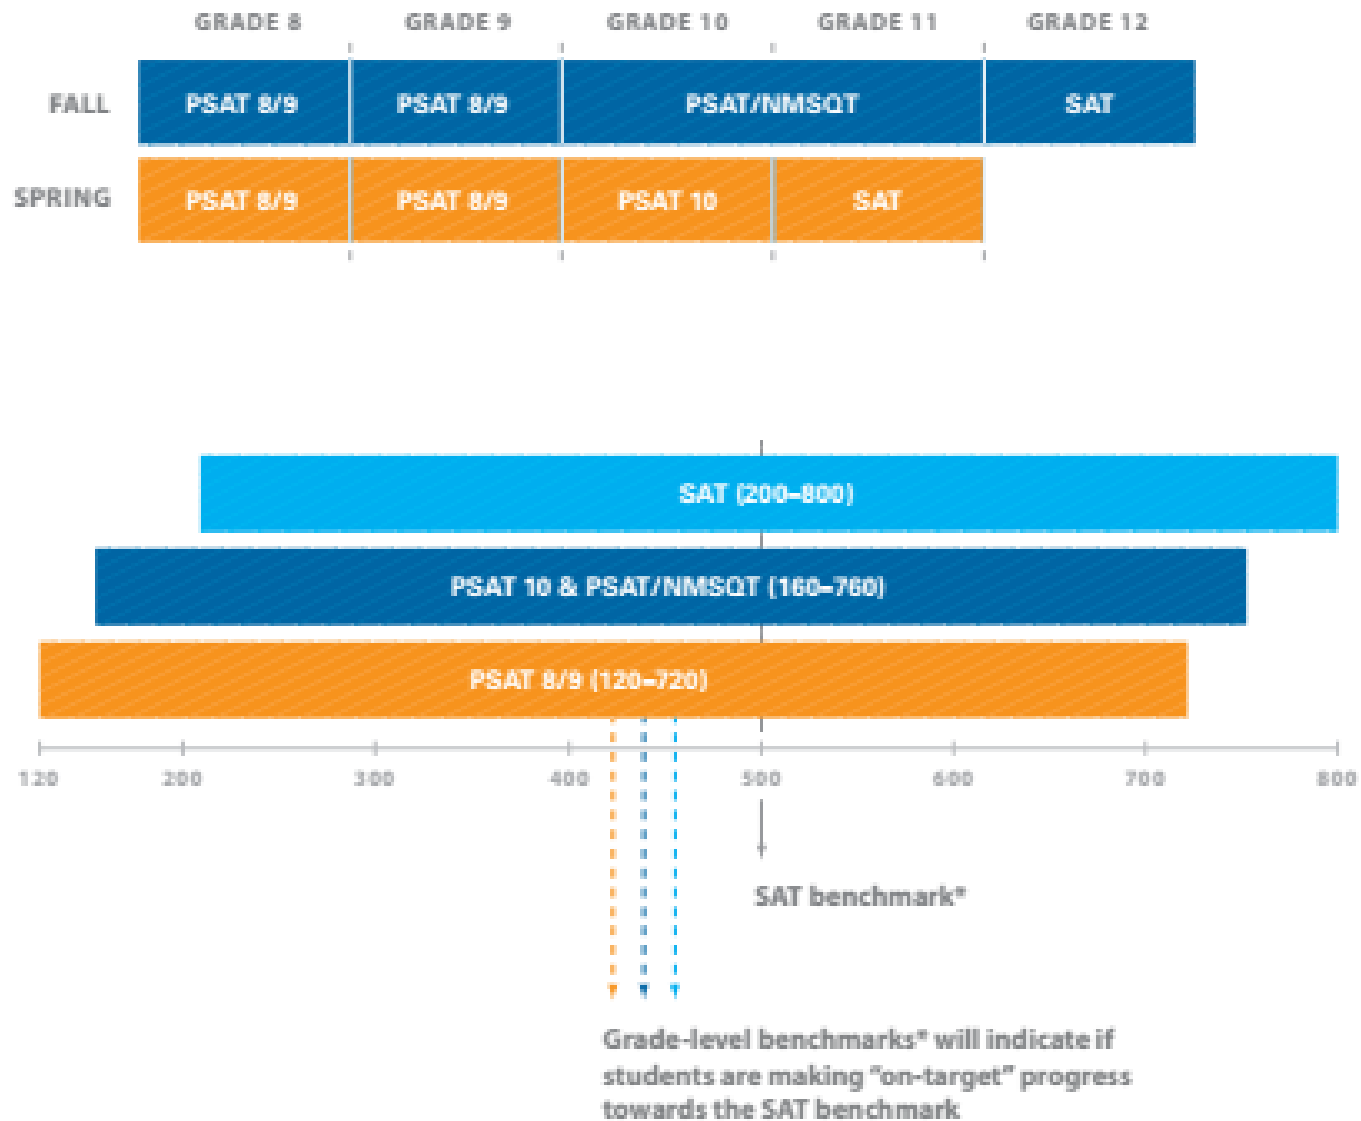 GRADE 8 GRADE 9 GRADE 10 GRADE 11 GRADE 12
FALL PSAT 8/9 PSAT 8/9 PSAT/NMSQT SAT
SPRING PSAT 8/9 PSAT 8/9 PSAT 10 SAT
SAT (200–800)
PSAT 10 & PSAT/NMSQT (160–760)
PSAT 8/9 (120–720)
120 200 300 400 500 600 700 800
SAT benchmark*
Grade-level benchmarks* will indicate if
students are making “on-target” progress
towards the SAT benchmark